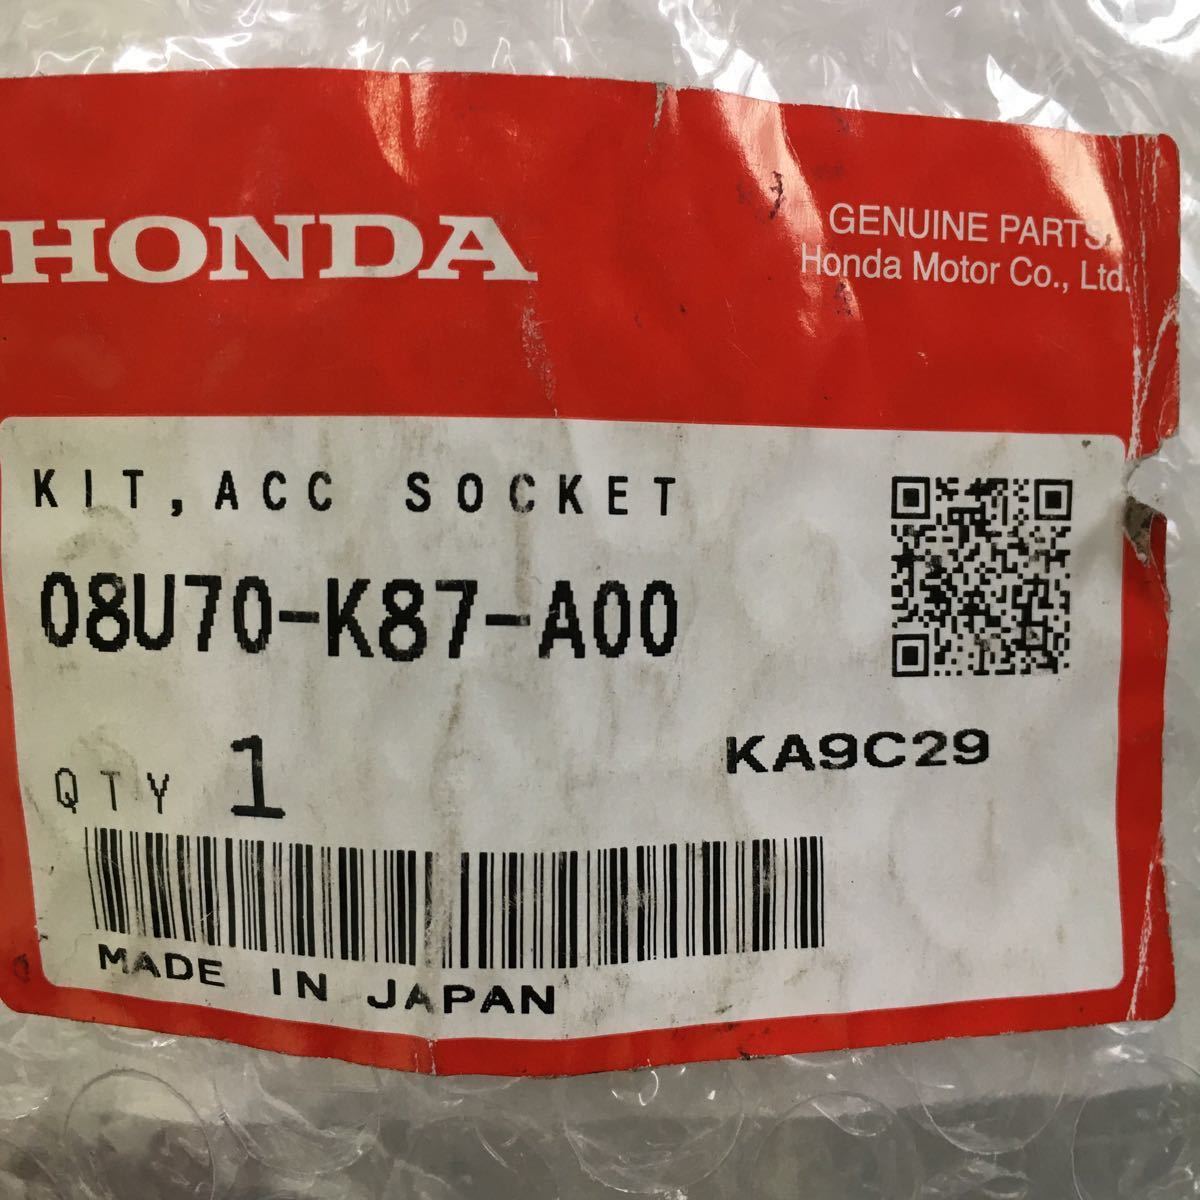 HONDA
GENUINE PARTS
Honda Motor Co., Ltd.
KIT, ACC SOCKET
08U70-K87-A00
QTY 1
KA9C29
MADE IN JAPAN